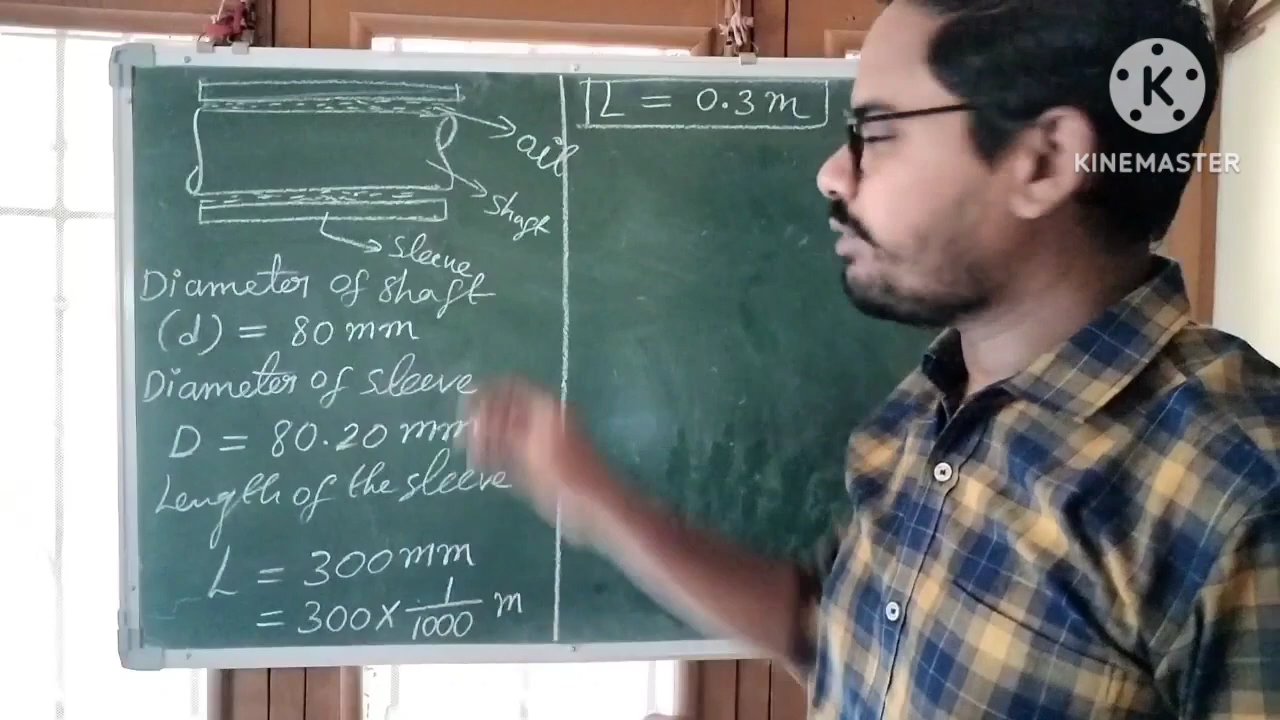 oil
shaft
sleeve
Diameter of shaft
(d) = 80 mm
Diameter of sleeve
D = 80.20 mm
Length of the sleeve
L = 300 mm
= 300 × 1/1000 m
L = 0.3 m
K
KINEMASTER